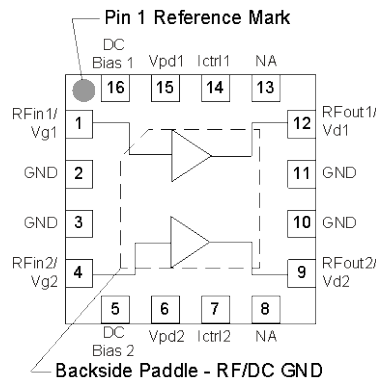 Pin 1 Reference Mark
DC
Bias 1
Vpd1
Ictrl1
NA
16
15
14
13
RFin1/
Vg1
1
12
RFout1/
Vd1
GND
2
11
GND
GND
3
10
GND
RFin2/
Vg2
4
9
RFout2/
Vd2
5
6
7
8
DC
Bias 2
Vpd2
Ictrl2
NA
Backside Paddle - RF/DC GND